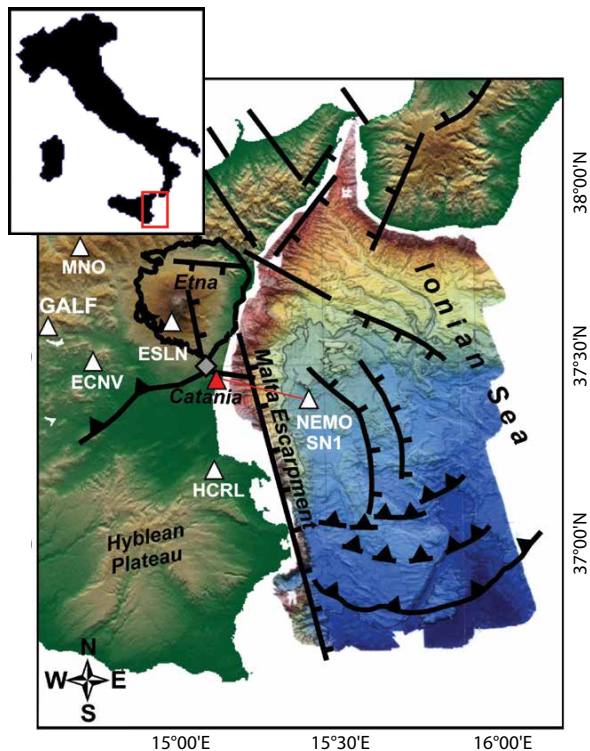 38°00'N
MNO
Etna
Ionian Sea
GALF
ESLN
37°30'N
ECNV
Catania
Malta Escarpment
NEMO
SN1
HCRL
Hyblean
Plateau
37°00'N
N
W E
S
15°00'E 15°30'E 16°00'E